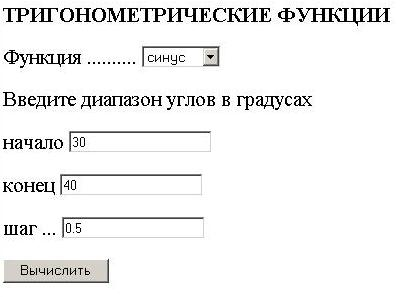 ТРИГОНОМЕТРИЧЕСКИЕ ФУНКЦИИ
Функция .......... синус
Введите диапазон углов в градусах
начало 30
конец 40
шаг ... 0.5
Вычислить